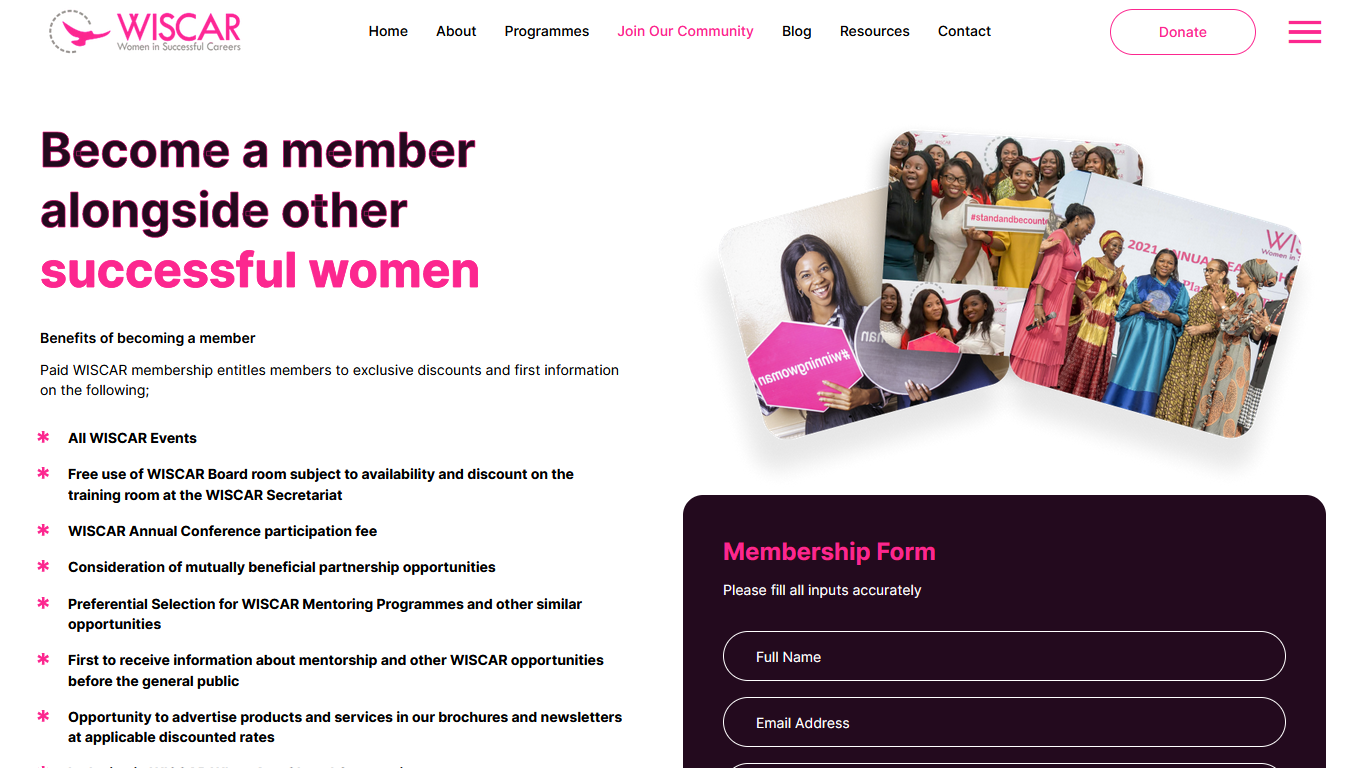 WISCAR
Women in Successful Careers
Home
About
Programmes
Join Our Community
Blog
Resources
Contact
Donate
Become a member
alongside other
successful women
Benefits of becoming a member
Paid WISCAR membership entitles members to exclusive discounts and first information
on the following;
All WISCAR Events
Free use of WISCAR Board room subject to availability and discount on the
training room at the WISCAR Secretariat
WISCAR Annual Conference participation fee
Consideration of mutually beneficial partnership opportunities
Preferential Selection for WISCAR Mentoring Programmes and other similar
opportunities
First to receive information about mentorship and other WISCAR opportunities
before the general public
Opportunity to advertise products and services in our brochures and newsletters
at applicable discounted rates
#standandbecounte
#winningwoman
man
2021 ANNUAL
WIS
Women in
Membership Form
Please fill all inputs accurately
Full Name
Email Address